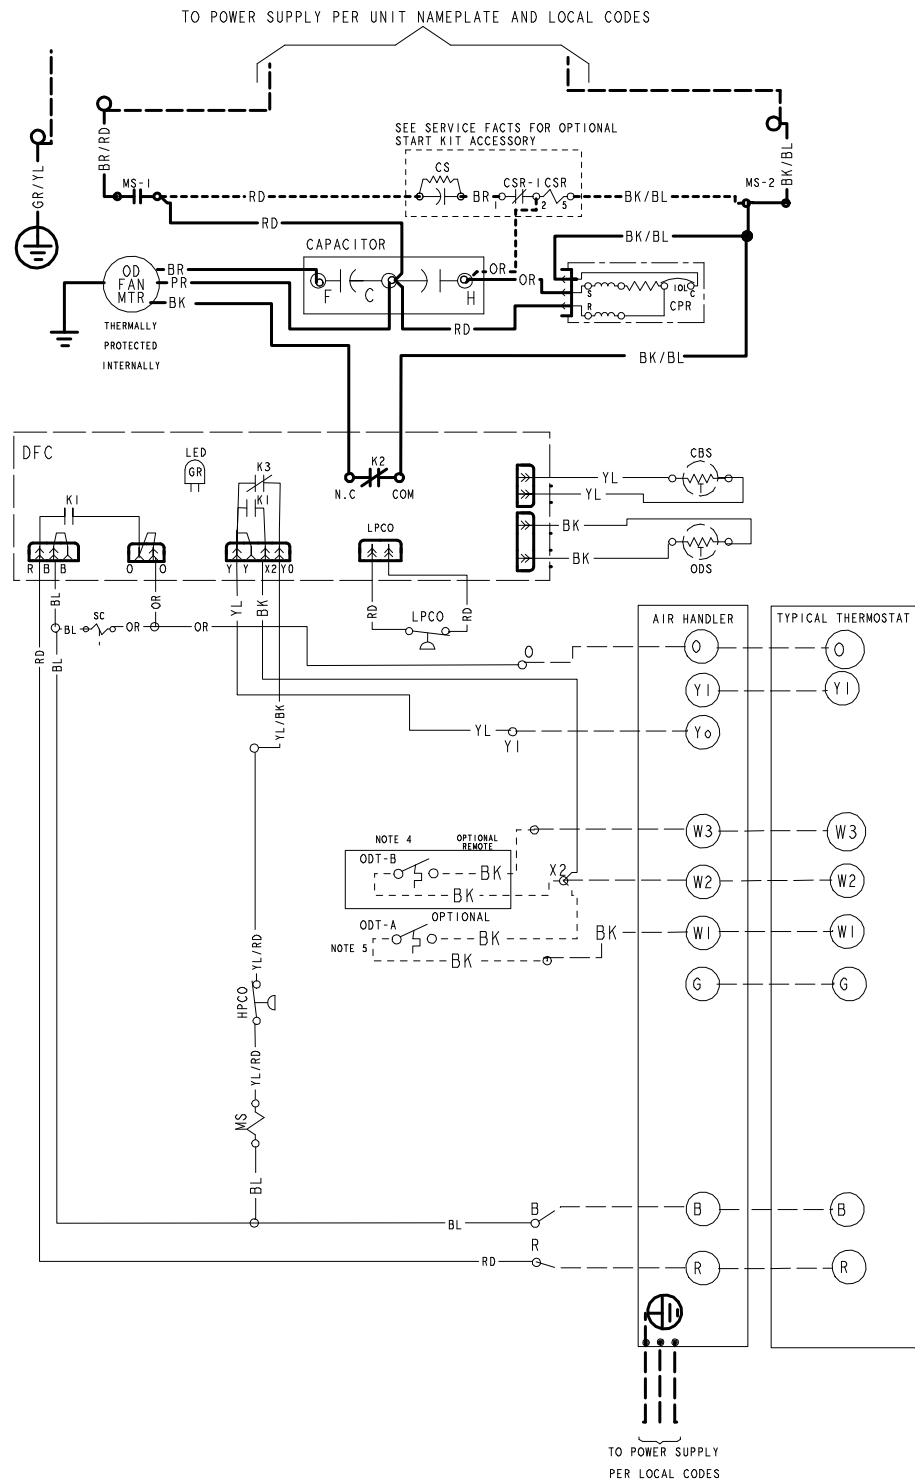 TO POWER SUPPLY PER UNIT NAMEPLATE AND LOCAL CODES
SEE SERVICE FACTS FOR OPTIONAL
START KIT ACCESSORY
GR/YL
BR/RD
BK/BL
MS-1
RD
CS
BR
CSR-1
CSR
1
2
5
BK/BL
MS-2
RD
BK/BL
CAPACITOR
OR
OR
F
C
H
OD
FAN
MTR
BR
PR
BK
S
R
IOL
C
CPR
RD
THERMALLY
PROTECTED
INTERNALLY
BK/BL
DFC
LED
GR
K3
K1
K1
K2
N.C
COM
LPCO
CBS
YL
YL
BK
BK
ODS
R
B
B
O
O
Y
Y
X2
YO
BL
SC
BL
OR
OR
OR
YL
BK
RD
RD
LPCO
RD
BL
AIR HANDLER
TYPICAL THERMOSTAT
O
O
O
Y1
Y1
YL/BK
YL
Y1
Yo
NOTE 4
OPTIONAL
REMOTE
ODT-B
BK
BK
X2
W3
W3
W2
W2
ODT-A
OPTIONAL
NOTE 5
BK
BK
BK
W1
W1
YL/RD
HPCO
G
G
YL/RD
MS
BL
B
B
B
BL
R
RD
R
R
TO POWER SUPPLY
PER LOCAL CODES